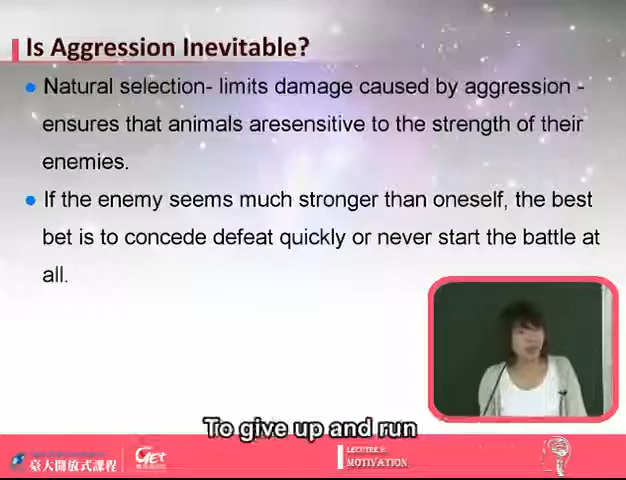 Is Aggression Inevitable?
Natural selection- limits damage caused by aggression -
ensures that animals aresensitive to the strength of their
enemies.
If the enemy seems much stronger than oneself, the best
bet is to concede defeat quickly or never start the battle at
all.
To give up and run
臺大開放式課程
GET
MOTIVATION